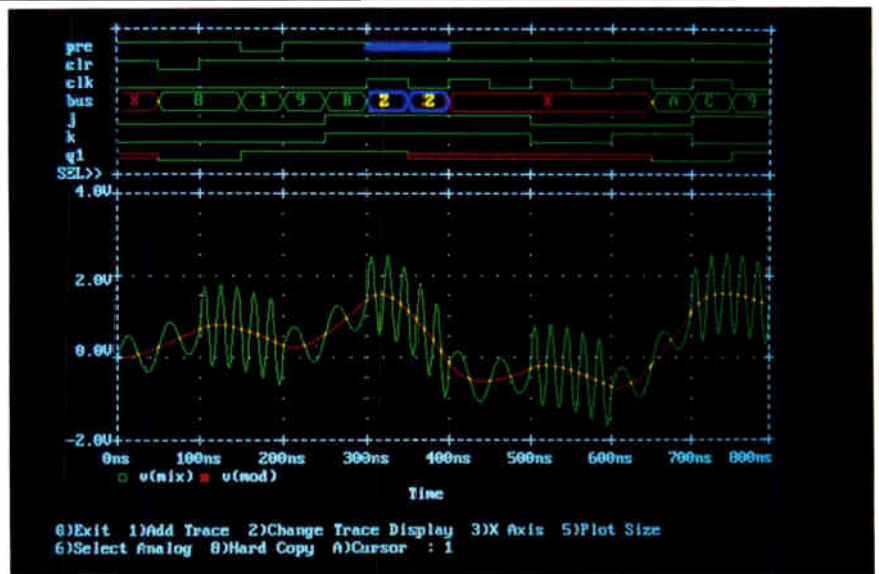 pre
clr
clk
bus X 8 1 9 8 Z Z X A C 9
j
k
q1
SEL>>
4.0V
2.0V
0.0V
-2.0V
0ns 100ns 200ns 300ns 400ns 500ns 600ns 700ns 800ns
v(mix) v(mod)
Time
0)Exit 1)Add Trace 2)Change Trace Display 3)X Axis 5)Plot Size
6)Select Analog 8)Hard Copy A)Cursor : 1